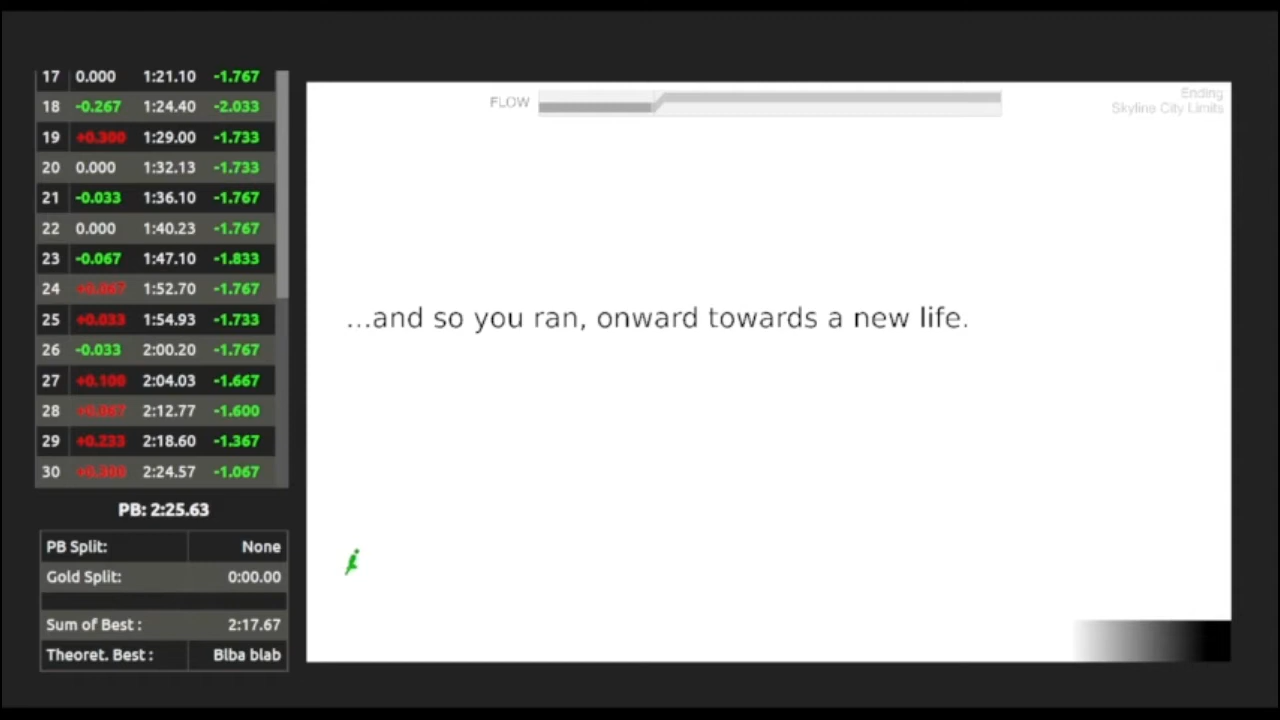 17 0.000 1:21.10 -1.767
18 -0.267 1:24.40 -2.033
19 +0.300 1:29.00 -1.733
20 0.000 1:32.13 -1.733
21 -0.033 1:36.10 -1.767
22 0.000 1:40.23 -1.767
23 -0.067 1:47.10 -1.833
24 1:52.70 -1.767
25 +0.033 1:54.93 -1.733
26 -0.033 2:00.20 -1.767
27 +0.100 2:04.03 -1.667
28 2:12.77 -1.600
29 +0.233 2:18.60 -1.367
30 +0.300 2:24.57 -1.067
PB: 2:25.63
PB Split: None
Gold Split: 0:00.00
Sum of Best : 2:17.67
Theoret. Best : Blba blab
FLOW
Ending
Skyline City Limits
...and so you ran, onward towards a new life.